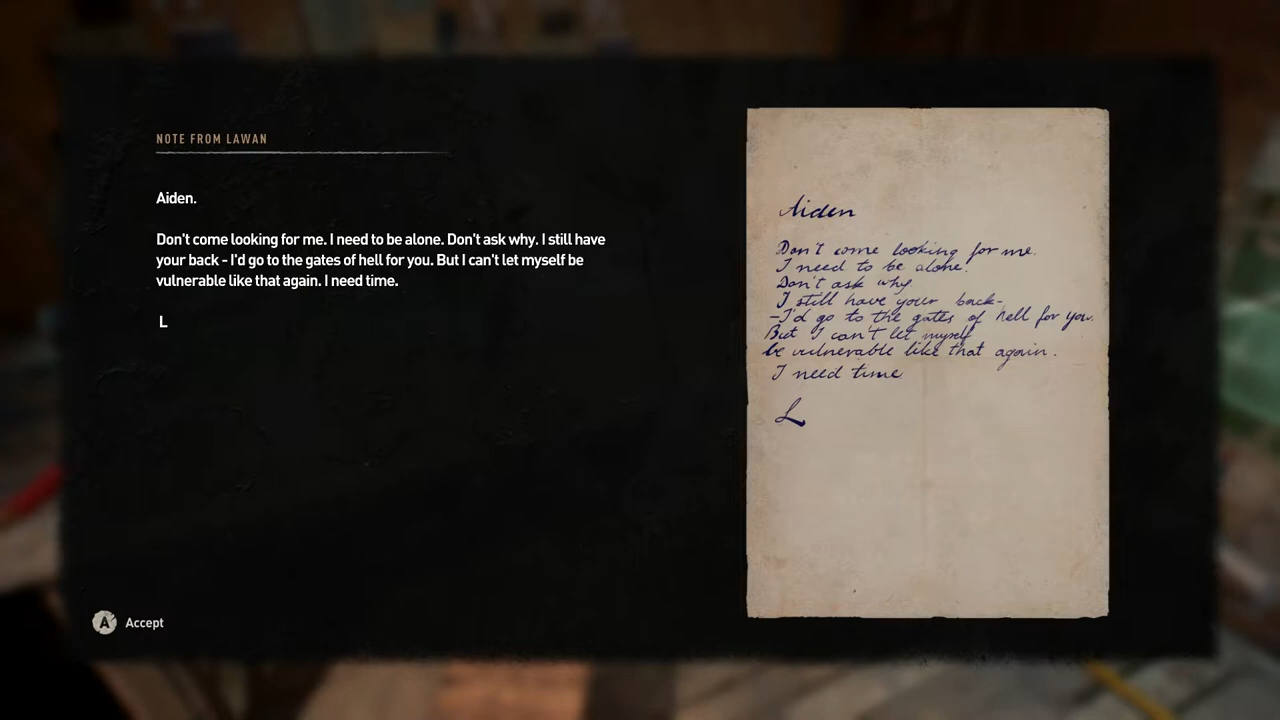 NOTE FROM LAWAN
Aiden.
Don't come looking for me. I need to be alone. Don't ask why. I still have
your back - I'd go to the gates of hell for you. But I can't let myself be
vulnerable like that again. I need time.
L
A Accept
Aiden
Don't come looking for me.
I need to be alone.
Don't ask why
I still have your back-
-I'd go to the gates of hell for you.
But I can't let myself
be vulnerable like that again.
I need time
L